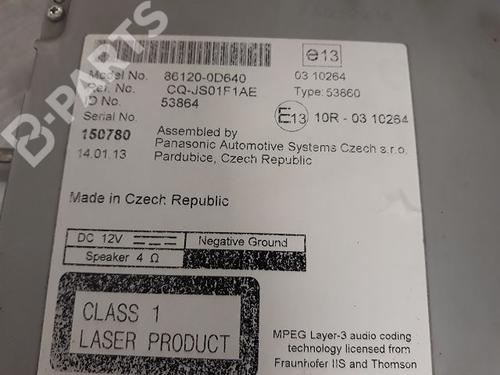 B-PARTS
e13
Model No. 86120-0D640 03 10264
Ref. No. CQ-JS01F1AE Type: 53860
ID No. 53864
Serial No. E13 10R - 03 10264
150780 Assembled by
Panasonic Automotive Systems Czech s.r.o.
14.01.13 Pardubice, Czech Republic
Made in Czech Republic
DC 12V Negative Ground
Speaker 4 Ω
CLASS 1
LASER PRODUCT
MPEG Layer-3 audio coding
technology licensed from
Fraunhofer IIS and Thomson